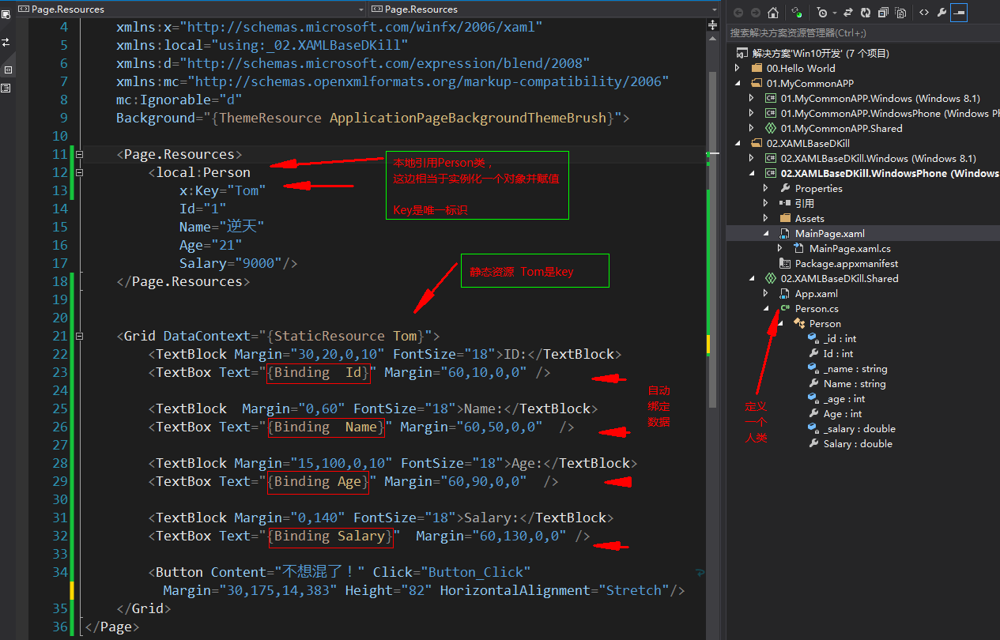 Page.Resources
Page.Resources
4 xmlns:x="http://schemas.microsoft.com/winfx/2006/xaml"
5 xmlns:local="using:_02.XAMLBaseDKill"
6 xmlns:d="http://schemas.microsoft.com/expression/blend/2008"
7 xmlns:mc="http://schemas.openxmlformats.org/markup-compatibility/2006"
8 mc:Ignorable="d"
9 Background="{ThemeResource ApplicationPageBackgroundThemeBrush}">
10
11 <Page.Resources>
12 <local:Person
13 x:Key="Tom"
14 Id="1"
15 Name="逆天"
16 Age="21"
17 Salary="9000"/>
18 </Page.Resources>
19
20
21 <Grid DataContext="{StaticResource Tom}">
22 <TextBlock Margin="30,20,0,10" FontSize="18">ID:</TextBlock>
23 <TextBox Text="{Binding  Id}" Margin="60,10,0,0" />
24
25 <TextBlock  Margin="0,60" FontSize="18">Name:</TextBlock>
26 <TextBox Text="{Binding  Name}" Margin="60,50,0,0"  />
27
28 <TextBlock Margin="15,100,0,10" FontSize="18">Age:</TextBlock>
29 <TextBox Text="{Binding Age}" Margin="60,90,0,0"  />
30
31 <TextBlock Margin="0,140" FontSize="18">Salary:</TextBlock>
32 <TextBox Text="{Binding Salary}"  Margin="60,130,0,0" />
33
34 <Button Content="不想混了！" Click="Button_Click"
Margin="30,175,14,383" Height="82" HorizontalAlignment="Stretch"/>
35 </Grid>
36 </Page>
本地引用Person类，
这边相当于实例化一个对象并赋值
Key是唯一标识
静态资源 Tom是key
自动
绑定
数据
搜索解决方案资源管理器(Ctrl+;)
解决方案'Win10开发' (7 个项目)
00.Hello World
01.MyCommonAPP
01.MyCommonAPP.Windows (Windows 8.1)
01.MyCommonAPP.WindowsPhone (Windows Ph
01.MyCommonAPP.Shared
02.XAMLBaseDKill
02.XAMLBaseDKill.Windows (Windows 8.1)
02.XAMLBaseDKill.WindowsPhone (Windows
Properties
引用
Assets
MainPage.xaml
MainPage.xaml.cs
Package.appxmanifest
02.XAMLBaseDKill.Shared
App.xaml
Person.cs
Person
_id : int
Id : int
_name : string
Name : string
_age : int
Age : int
_salary : double
Salary : double
定义
一个
人类